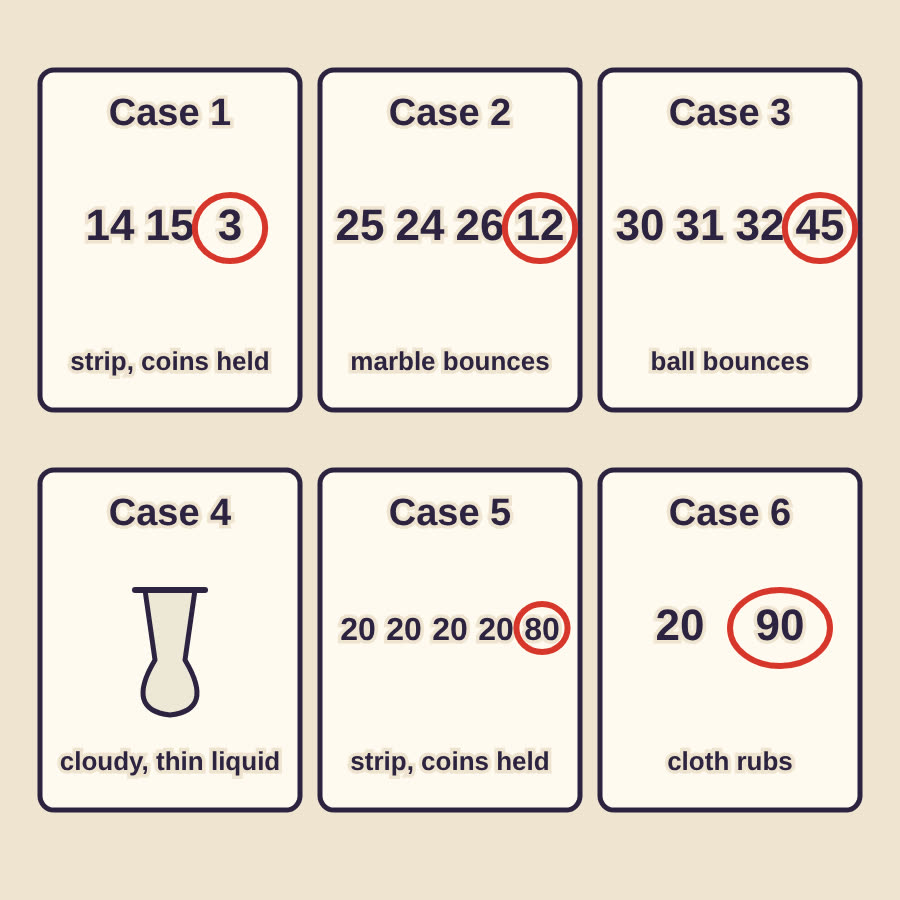 Case 1
14 15 3
strip, coins held
Case 2
25 24 26 12
marble bounces
Case 3
30 31 32 45
ball bounces
Case 4
cloudy, thin liquid
Case 5
20 20 20 20 80
strip, coins held
Case 6
20 90
cloth rubs